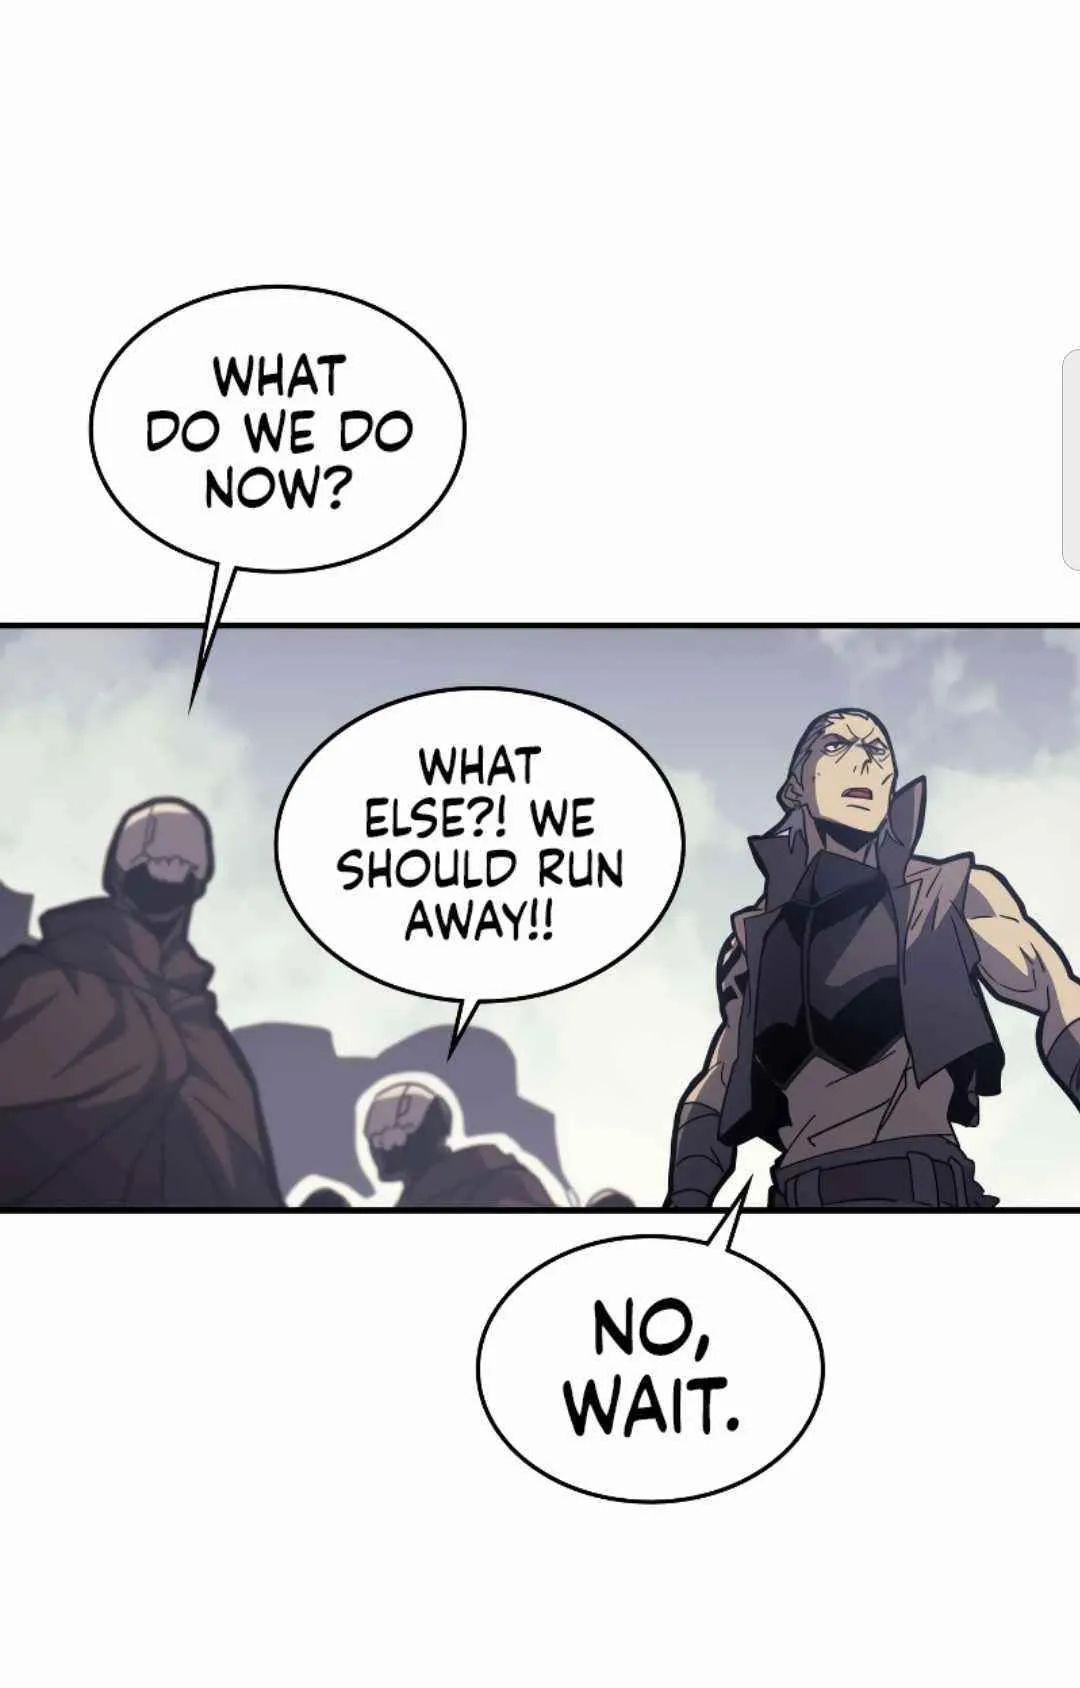 WHAT
DO WE DO
NOW?
WHAT
ELSE?! WE
SHOULD RUN
AWAY!!
NO,
WAIT.